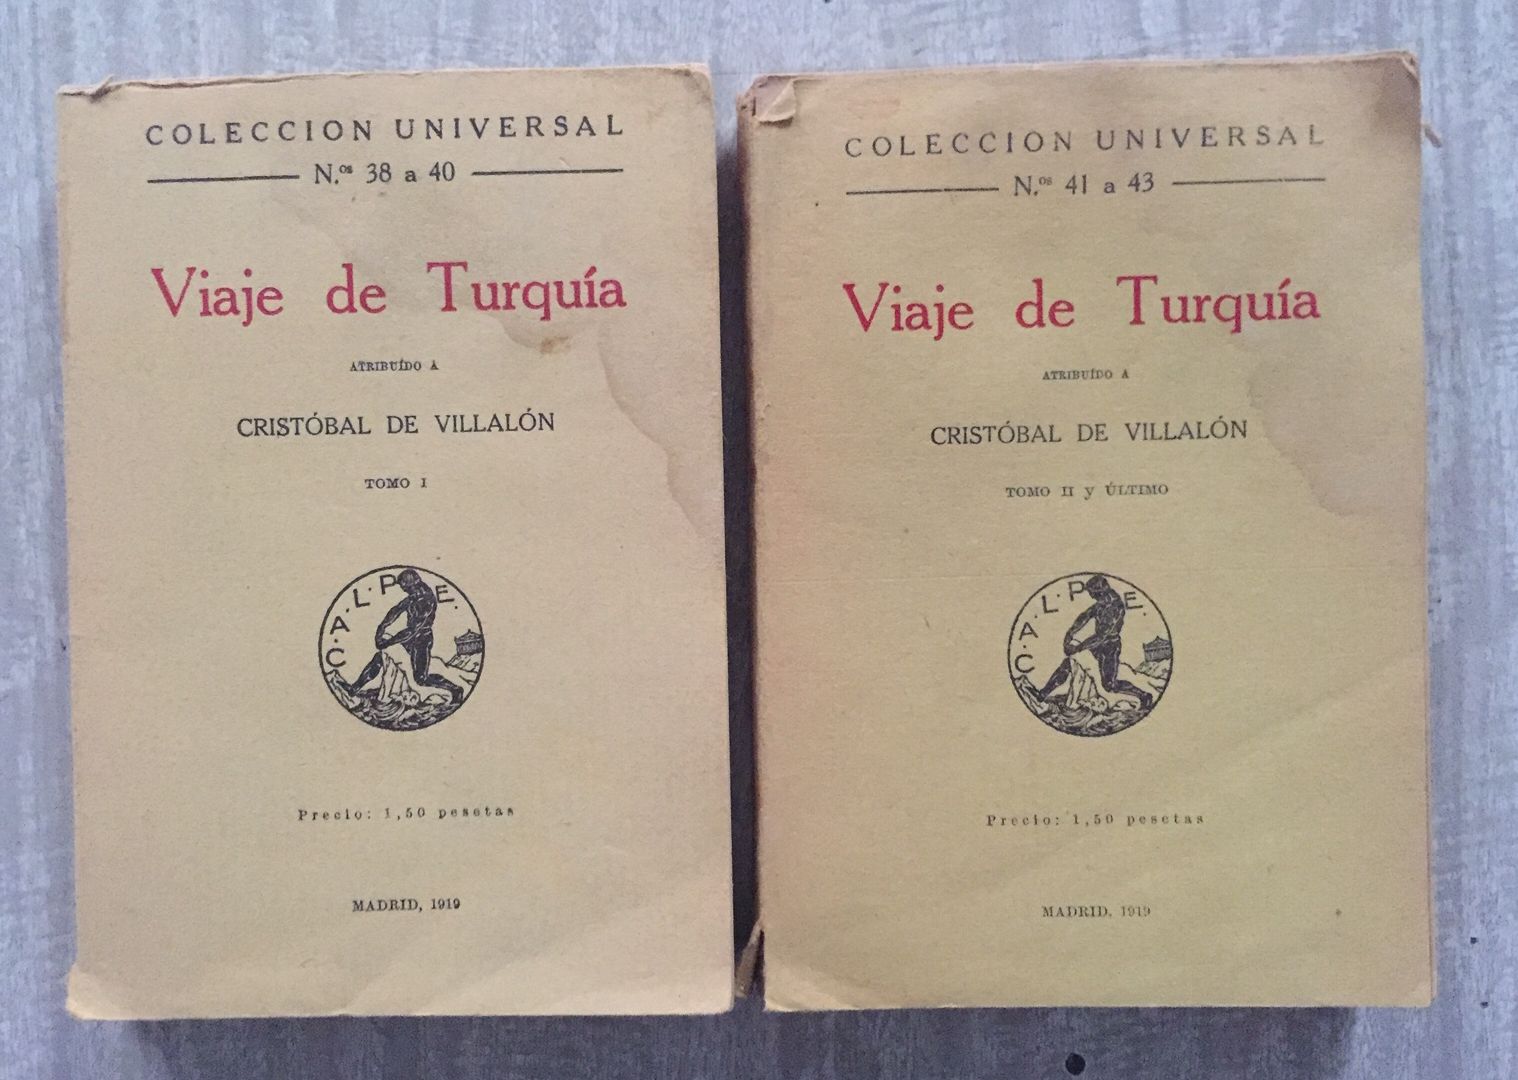 COLECCION UNIVERSAL
N.os 38 a 40
Viaje de Turquía
ATRIBUÍDO A
CRISTÓBAL DE VILLALÓN
TOMO I
C.A.L.P.E.
Precio: 1,50 pesetas
MADRID, 1919
COLECCION UNIVERSAL
N.os 41 a 43
Viaje de Turquía
ATRIBUÍDO A
CRISTÓBAL DE VILLALÓN
TOMO II y ÚLTIMO
C.A.L.P.E.
Precio: 1,50 pesetas
MADRID, 1919